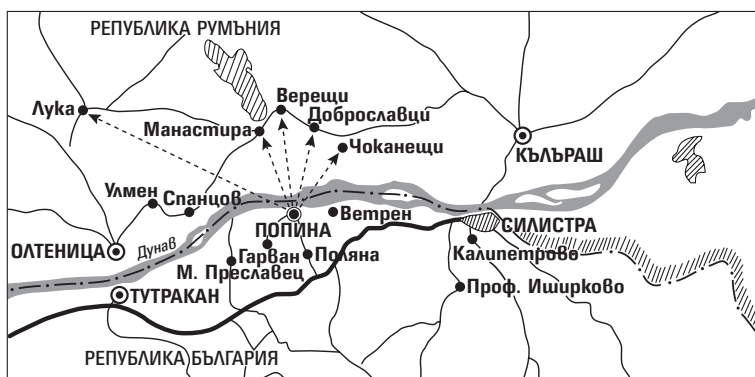 РЕПУБЛИКА РУМЪНИЯ
Верещи
Лука
Доброславци
Манастира
Чоканещи
КЪЛЪРАШ
Улмен
Спанцов
Ветрен
ПОПИНА
СИЛИСТРА
ОЛТЕНИЦА
Дунав
Гарван
Поляна
Калипетрово
М. Преславец
ТУТРАКАН
Проф. Иширково
РЕПУБЛИКА БЪЛГАРИЯ